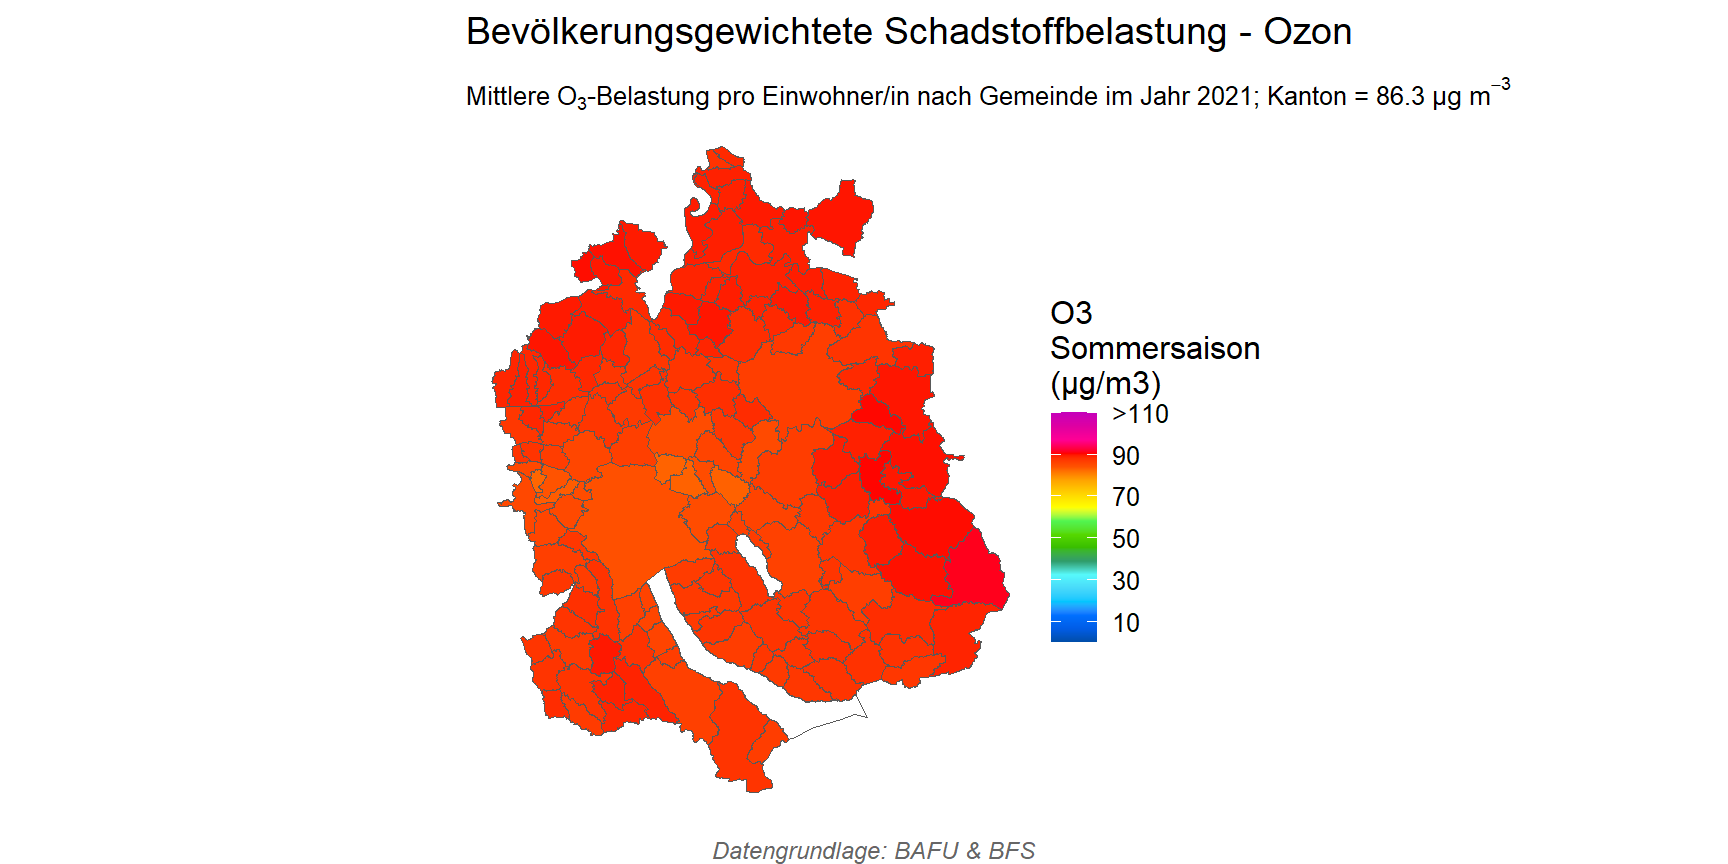 Bevölkerungsgewichtete Schadstoffbelastung - Ozon
Mittlere O₃-Belastung pro Einwohner/in nach Gemeinde im Jahr 2021; Kanton = 86.3 µg m⁻³
O3
Sommersaison
(µg/m3)
>110
90
70
50
30
10
Datengrundlage: BAFU & BFS